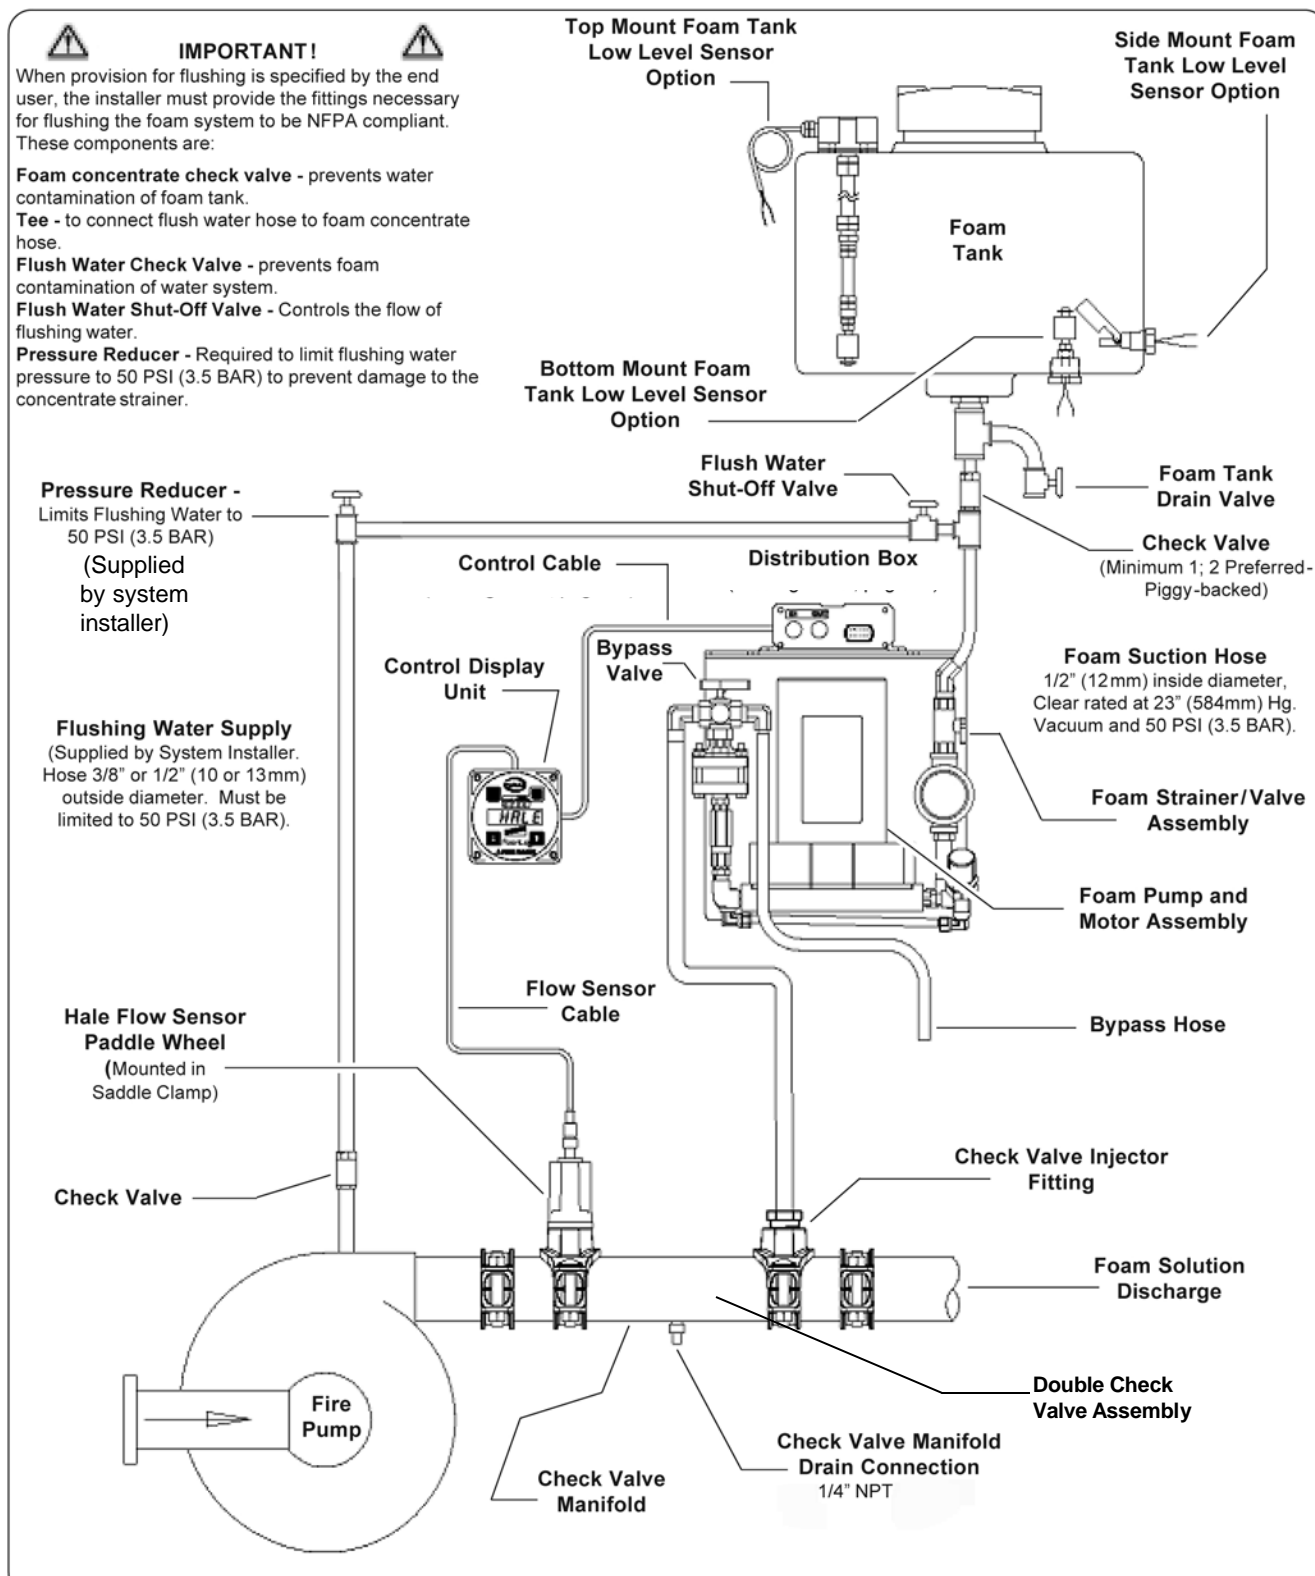 IMPORTANT!
When provision for flushing is specified by the end
user, the installer must provide the fittings necessary
for flushing the foam system to be NFPA compliant.
These components are:
Foam concentrate check valve - prevents water
contamination of foam tank.
Tee - to connect flush water hose to foam concentrate
hose.
Flush Water Check Valve - prevents foam
contamination of water system.
Flush Water Shut-Off Valve - Controls the flow of
flushing water.
Pressure Reducer - Required to limit flushing water
pressure to 50 PSI (3.5 BAR) to prevent damage to the
concentrate strainer.
Top Mount Foam Tank
Low Level Sensor
Option
Side Mount Foam
Tank Low Level
Sensor Option
Foam
Tank
Bottom Mount Foam
Tank Low Level Sensor
Option
Flush Water
Shut-Off Valve
Foam Tank
Drain Valve
Pressure Reducer -
Limits Flushing Water to
50 PSI (3.5 BAR)
(Supplied
by system
installer)
Check Valve
(Minimum 1; 2 Preferred-
Piggy-backed)
Control Cable
Distribution Box
Bypass
Valve
Control Display
Unit
Foam Suction Hose
1/2" (12mm) inside diameter,
Clear rated at 23" (584mm) Hg.
Vacuum and 50 PSI (3.5 BAR).
Flushing Water Supply
(Supplied by System Installer.
Hose 3/8" or 1/2" (10 or 13mm)
outside diameter. Must be
limited to 50 PSI (3.5 BAR).
HALE
Foam Strainer/Valve
Assembly
Foam Pump and
Motor Assembly
Flow Sensor
Cable
Bypass Hose
Hale Flow Sensor
Paddle Wheel
(Mounted in
Saddle Clamp)
Check Valve Injector
Fitting
Check Valve
Foam Solution
Discharge
Fire
Pump
Double Check
Valve Assembly
Check Valve Manifold
Drain Connection
1/4" NPT
Check Valve
Manifold